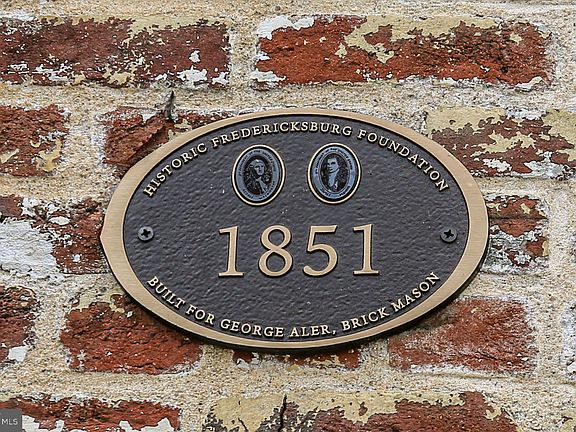 HISTORIC FREDERICKSBURG FOUNDATION
1851
BUILT FOR GEORGE ALER, BRICK MASON
MLS